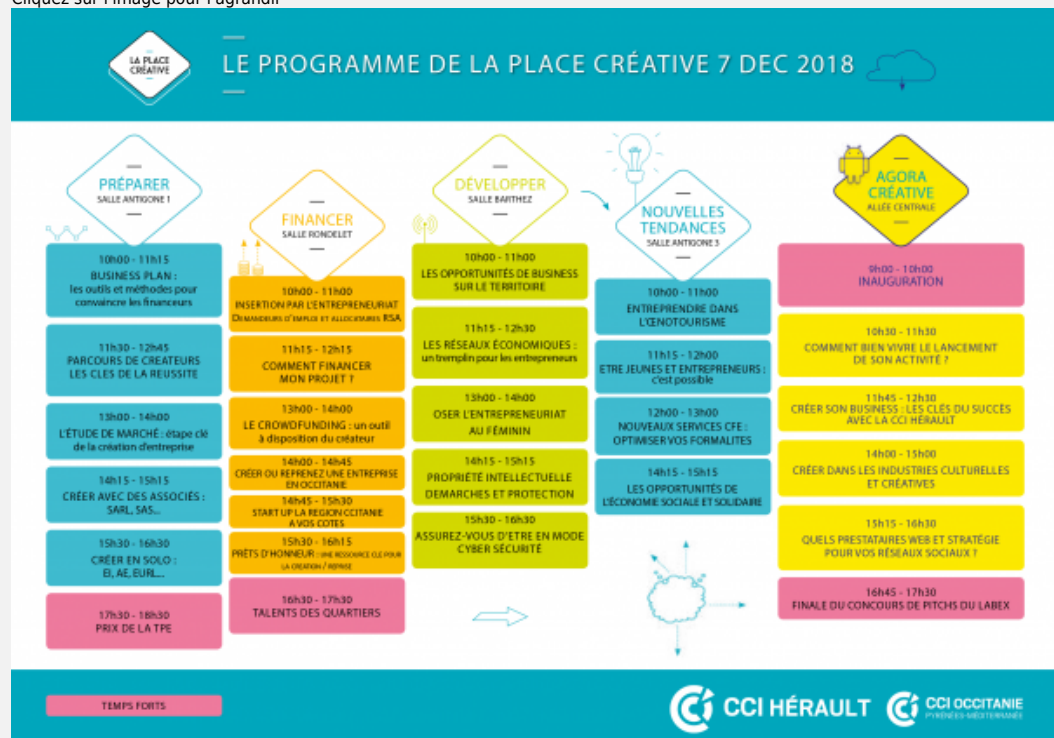 Cliquez sur l'image pour l'agrandir
LA PLACE
CRÉATIVE
LE PROGRAMME DE LA PLACE CRÉATIVE 7 DEC 2018
PRÉPARER
SALLE ANTIGONE 1
10h00 - 11h15
BUSINESS PLAN :
les outils et méthodes pour
convaincre les financeurs
11h30 - 12h45
PARCOURS DE CREATEURS
LES CLES DE LA REUSSITE
13h00 - 14h00
L'ÉTUDE DE MARCHÉ : étape clé
de la création d'entreprise
14h15 - 15h15
CRÉER AVEC DES ASSOCIÉS :
SARL, SAS...
15h30 - 16h30
CRÉER EN SOLO :
EI, AE, EURL...
17h30 - 18h30
PRIX DE LA TPE
FINANCER
SALLE RONDELET
10h00 - 11h00
INSERTION PAR L'ENTREPRENEURIAT
DEMANDEURS D'EMPLOI ET ALLOCATAIRES RSA
11h15 - 12h15
COMMENT FINANCER
MON PROJET ?
13h00 - 14h00
LE CROWDFUNDING : un outil
à disposition du créateur
14h00 - 14h45
CRÉER OU REPRENEZ UNE ENTREPRISE
EN OCCITANIE
14h45 - 15h30
START UP LA REGION CCITANIE
A VOS COTES
15h30 - 16h15
PRÊTS D'HONNEUR : UNE RESSOURCE CLÉ POUR
LA CRÉATION / REPRISE
16h30 - 17h30
TALENTS DES QUARTIERS
DÉVELOPPER
SALLE BARTHEZ
10h00 - 11h00
LES OPPORTUNITÉS DE BUSINESS
SUR LE TERRITOIRE
11h15 - 12h30
LES RÉSEAUX ÉCONOMIQUES :
un tremplin pour les entrepreneurs
13h00 - 14h00
OSER L'ENTREPRENEURIAT
AU FÉMININ
14h15 - 15h15
PROPRIÉTÉ INTELLECTUELLE
DEMARCHES ET PROTECTION
15h30 - 16h30
ASSUREZ-VOUS D'ETRE EN MODE
CYBER SÉCURITÉ
NOUVELLES
TENDANCES
SALLE ANTIGONE 3
10h00 - 11h00
ENTREPRENDRE DANS
L'ŒNOTOURISME
11h15 - 12h00
ETRE JEUNES ET ENTREPRENEURS :
c'est possible
12h00 - 13h00
NOUVEAUX SERVICES CFE :
OPTIMISER VOS FORMALITES
14h15 - 15h15
LES OPPORTUNITÉS DE
L'ÉCONOMIE SOCIALE ET SOLIDAIRE
AGORA
CRÉATIVE
ALLÉE CENTRALE
9h00 - 10h00
INAUGURATION
10h30 - 11h30
COMMENT BIEN VIVRE LE LANCEMENT
DE SON ACTIVITÉ ?
11h45 - 12h30
CRÉER SON BUSINESS : LES CLÉS DU SUCCÈS
AVEC LA CCI HÉRAULT
14h00 - 15h00
CRÉER DANS LES INDUSTRIES CULTURELLES
ET CRÉATIVES
15h15 - 16h30
QUELS PRESTATAIRES WEB ET STRATÉGIE
POUR VOS RÉSEAUX SOCIAUX ?
16h45 - 17h30
FINALE DU CONCOURS DE PITCHS DU LABEX
TEMPS FORTS
CCI HÉRAULT
CCI OCCITANIE
PYRÉNÉES-MÉDITERRANÉE